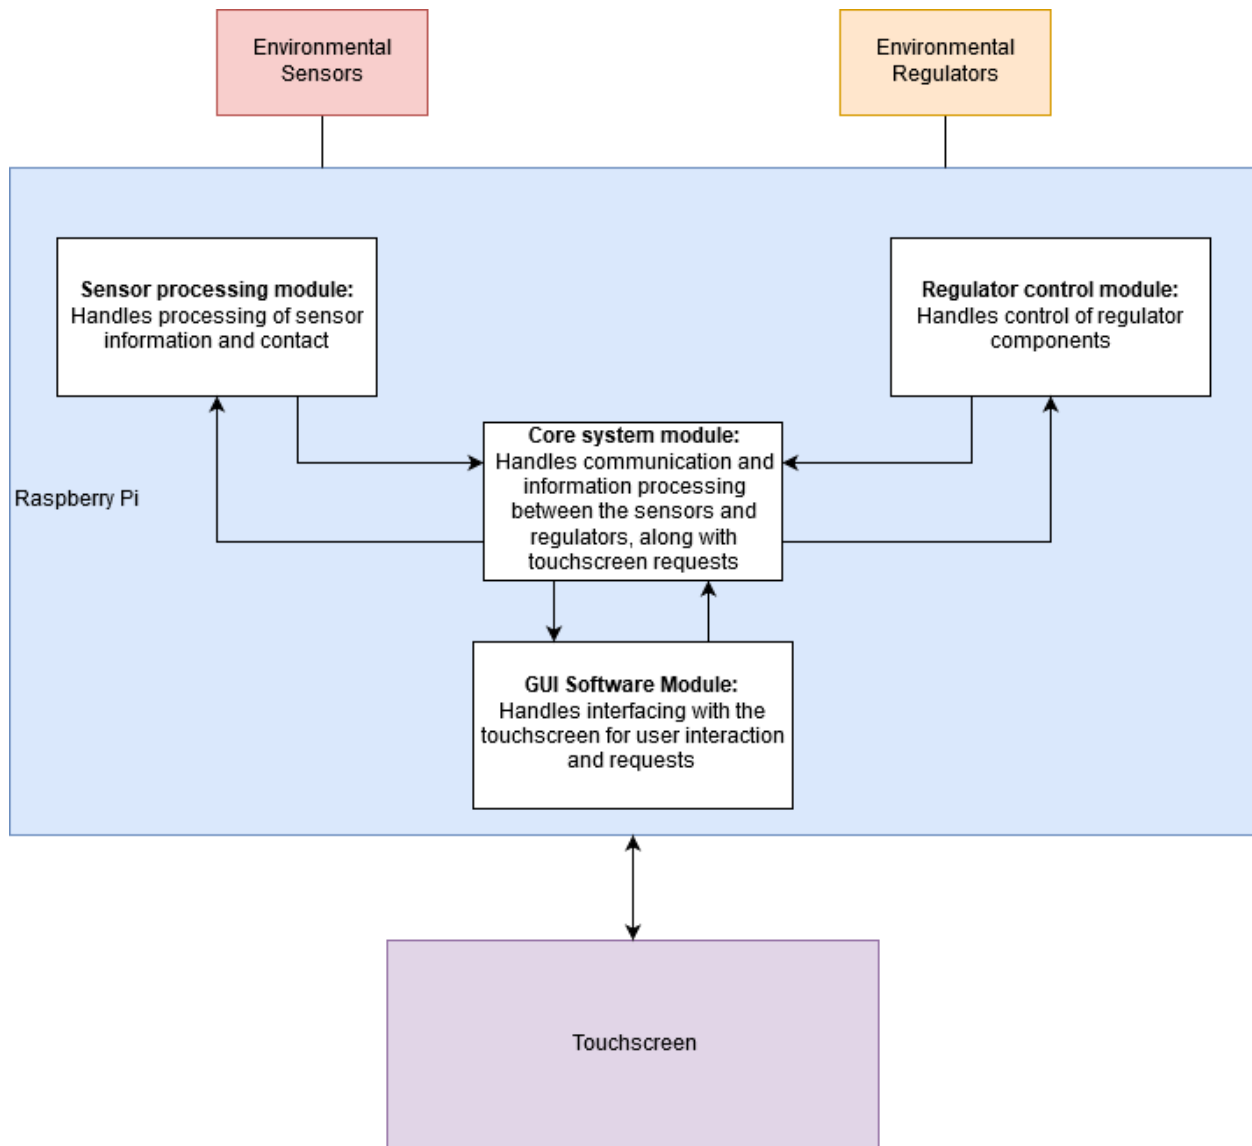 Environmental
Sensors
Environmental
Regulators
Sensor processing module:
Handles processing of sensor
information and contact
Regulator control module:
Handles control of regulator
components
Core system module:
Handles communication and
information processing
between the sensors and
regulators, along with
touchscreen requests
Raspberry Pi
GUI Software Module:
Handles interfacing with the
touchscreen for user interaction
and requests
Touchscreen